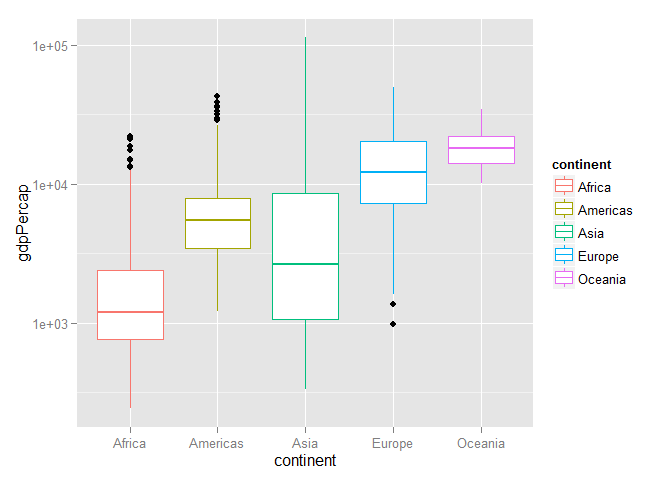 gdpPercap
1e+05
1e+04
1e+03
Africa
Americas
Asia
Europe
Oceania
continent
continent
Africa
Americas
Asia
Europe
Oceania